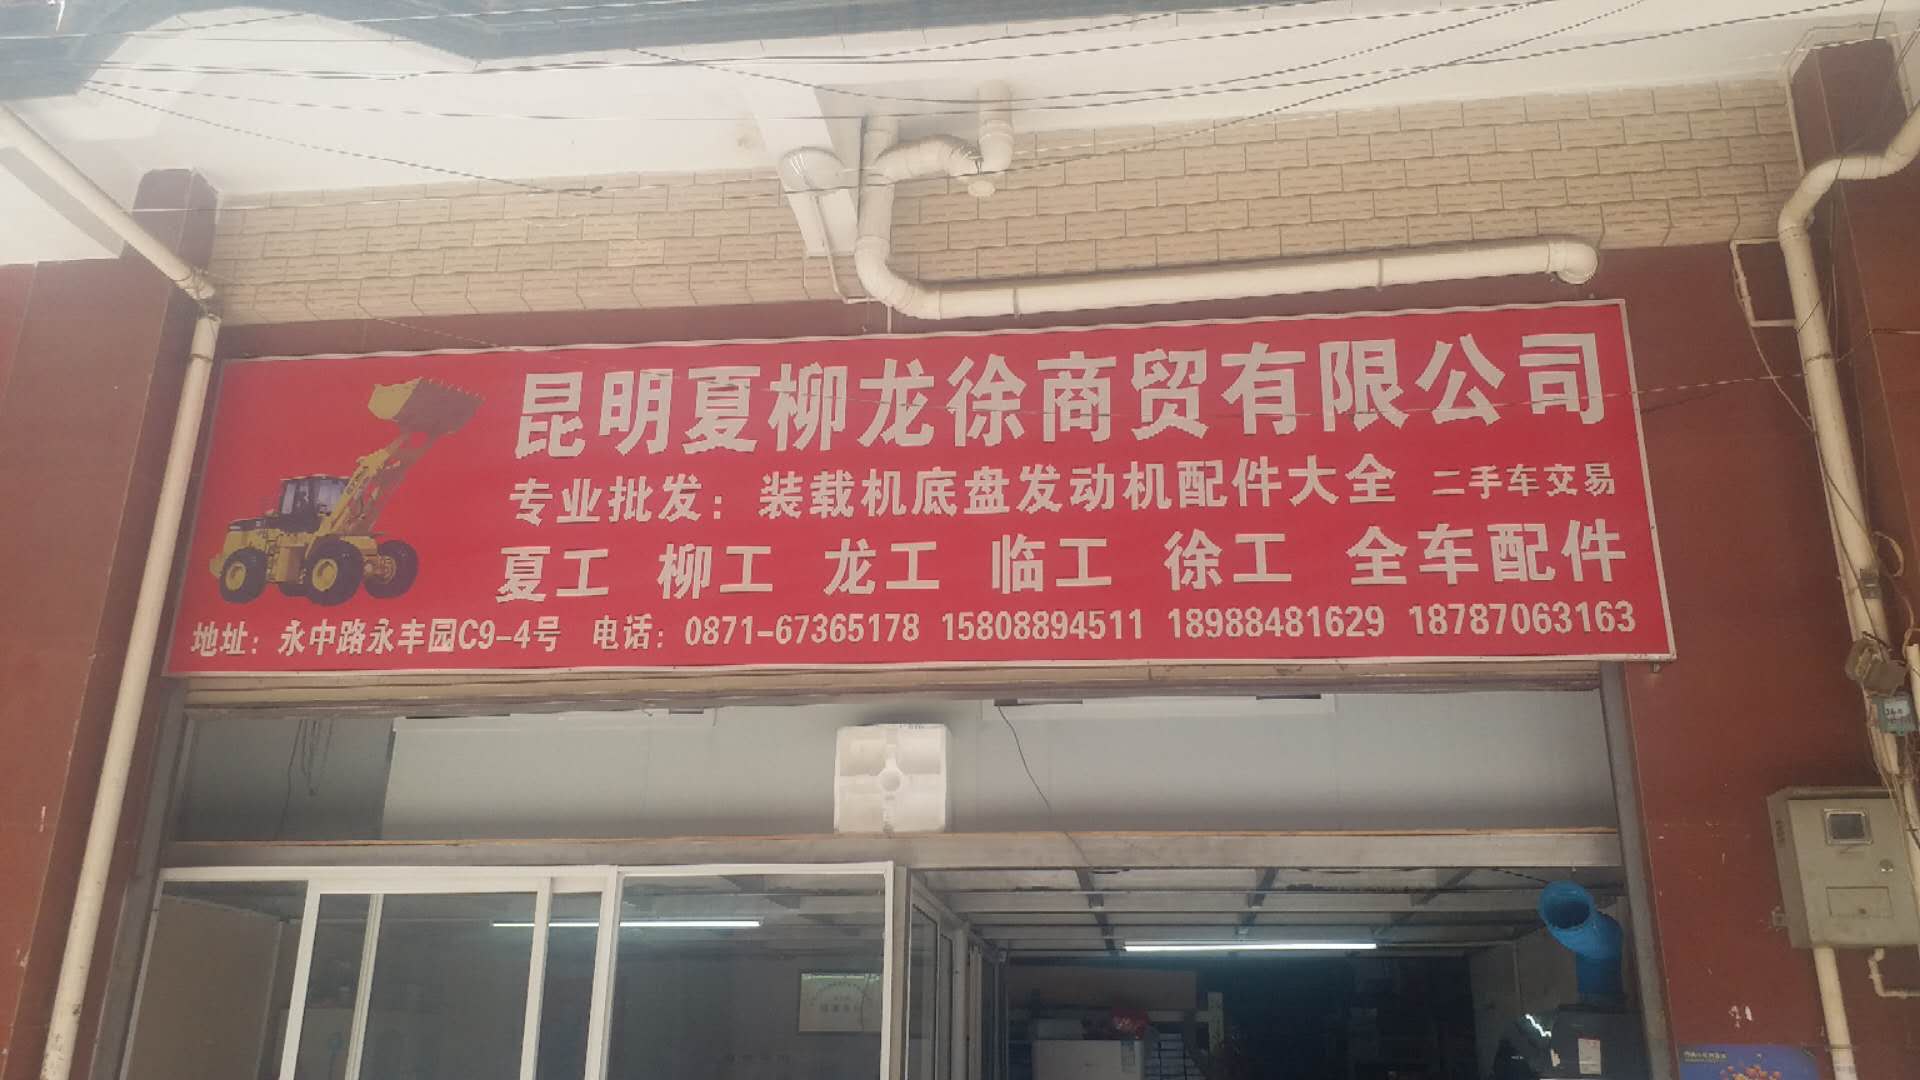 昆明夏柳龙徐商贸有限公司
专业批发：装载机底盘发动机配件大全 二手车交易
夏工 柳工 龙工 临工 徐工 全车配件
地址：永中路永丰园C9-4号 电话：0871-67365178 15808894511 18988481629 18787063163